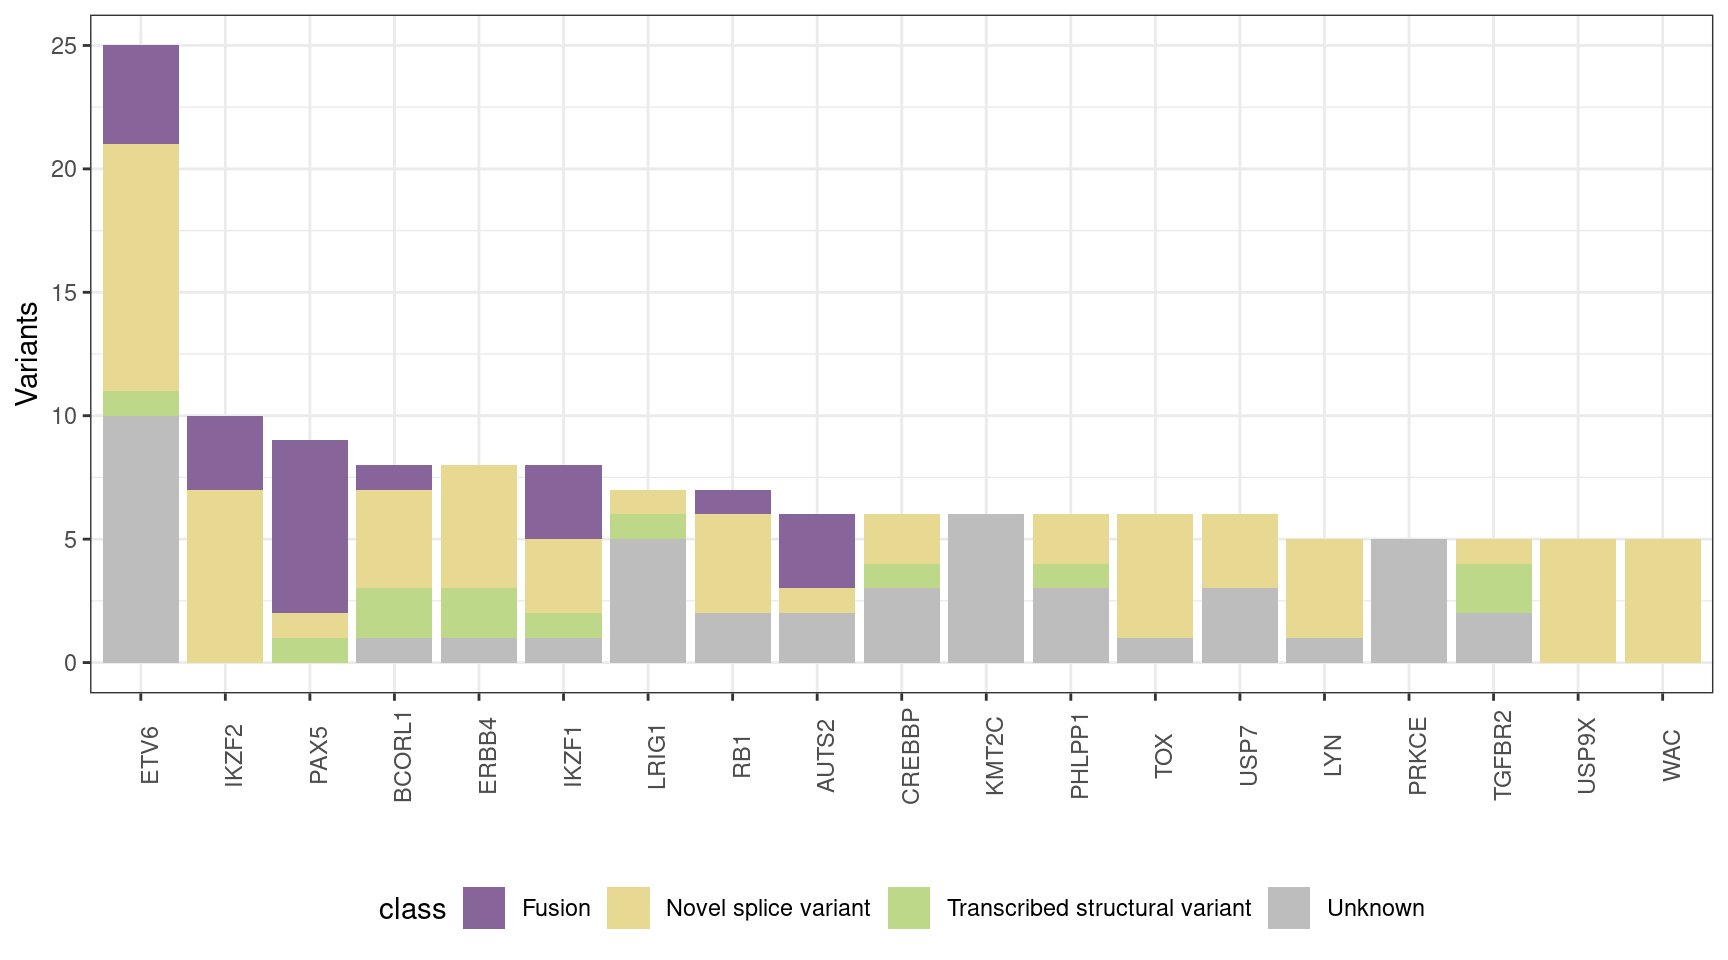 25
20
15
10
5
0
Variants
ETV6
IKZF2
PAX5
BCORL1
ERBB4
IKZF1
LRIG1
RB1
AUTS2
CREBBP
KMT2C
PHLPP1
TOX
USP7
LYN
PRKCE
TGFBR2
USP9X
WAC
class Fusion Novel splice variant Transcribed structural variant Unknown